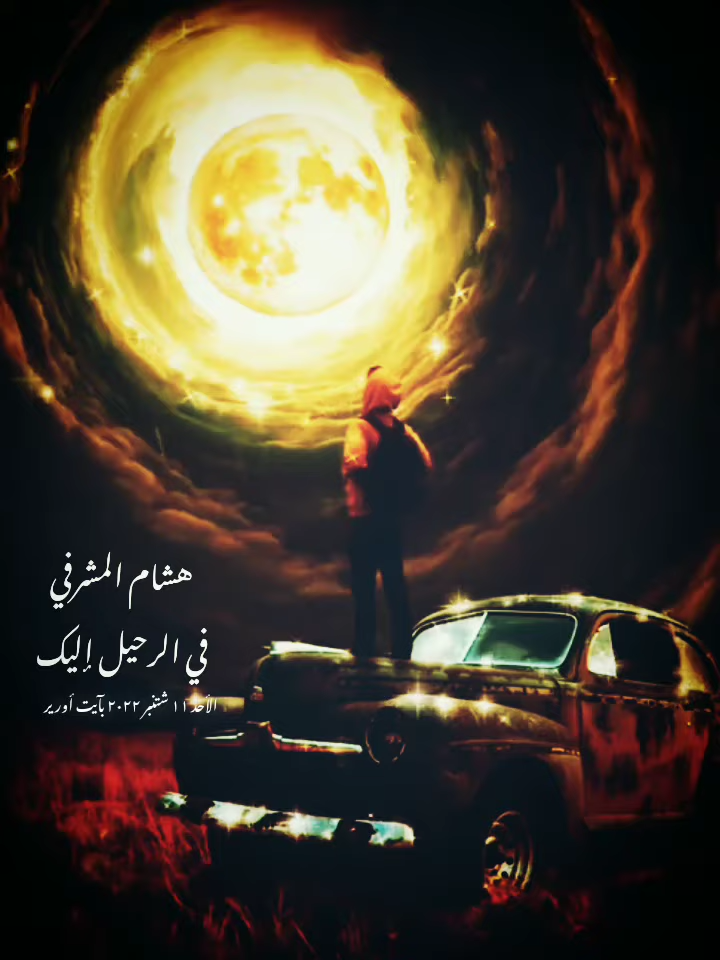 هشام المشرفي
في الرحيل إليك
الأحد ١١ شتنبر ٢٠٢٢ بآيت أورير